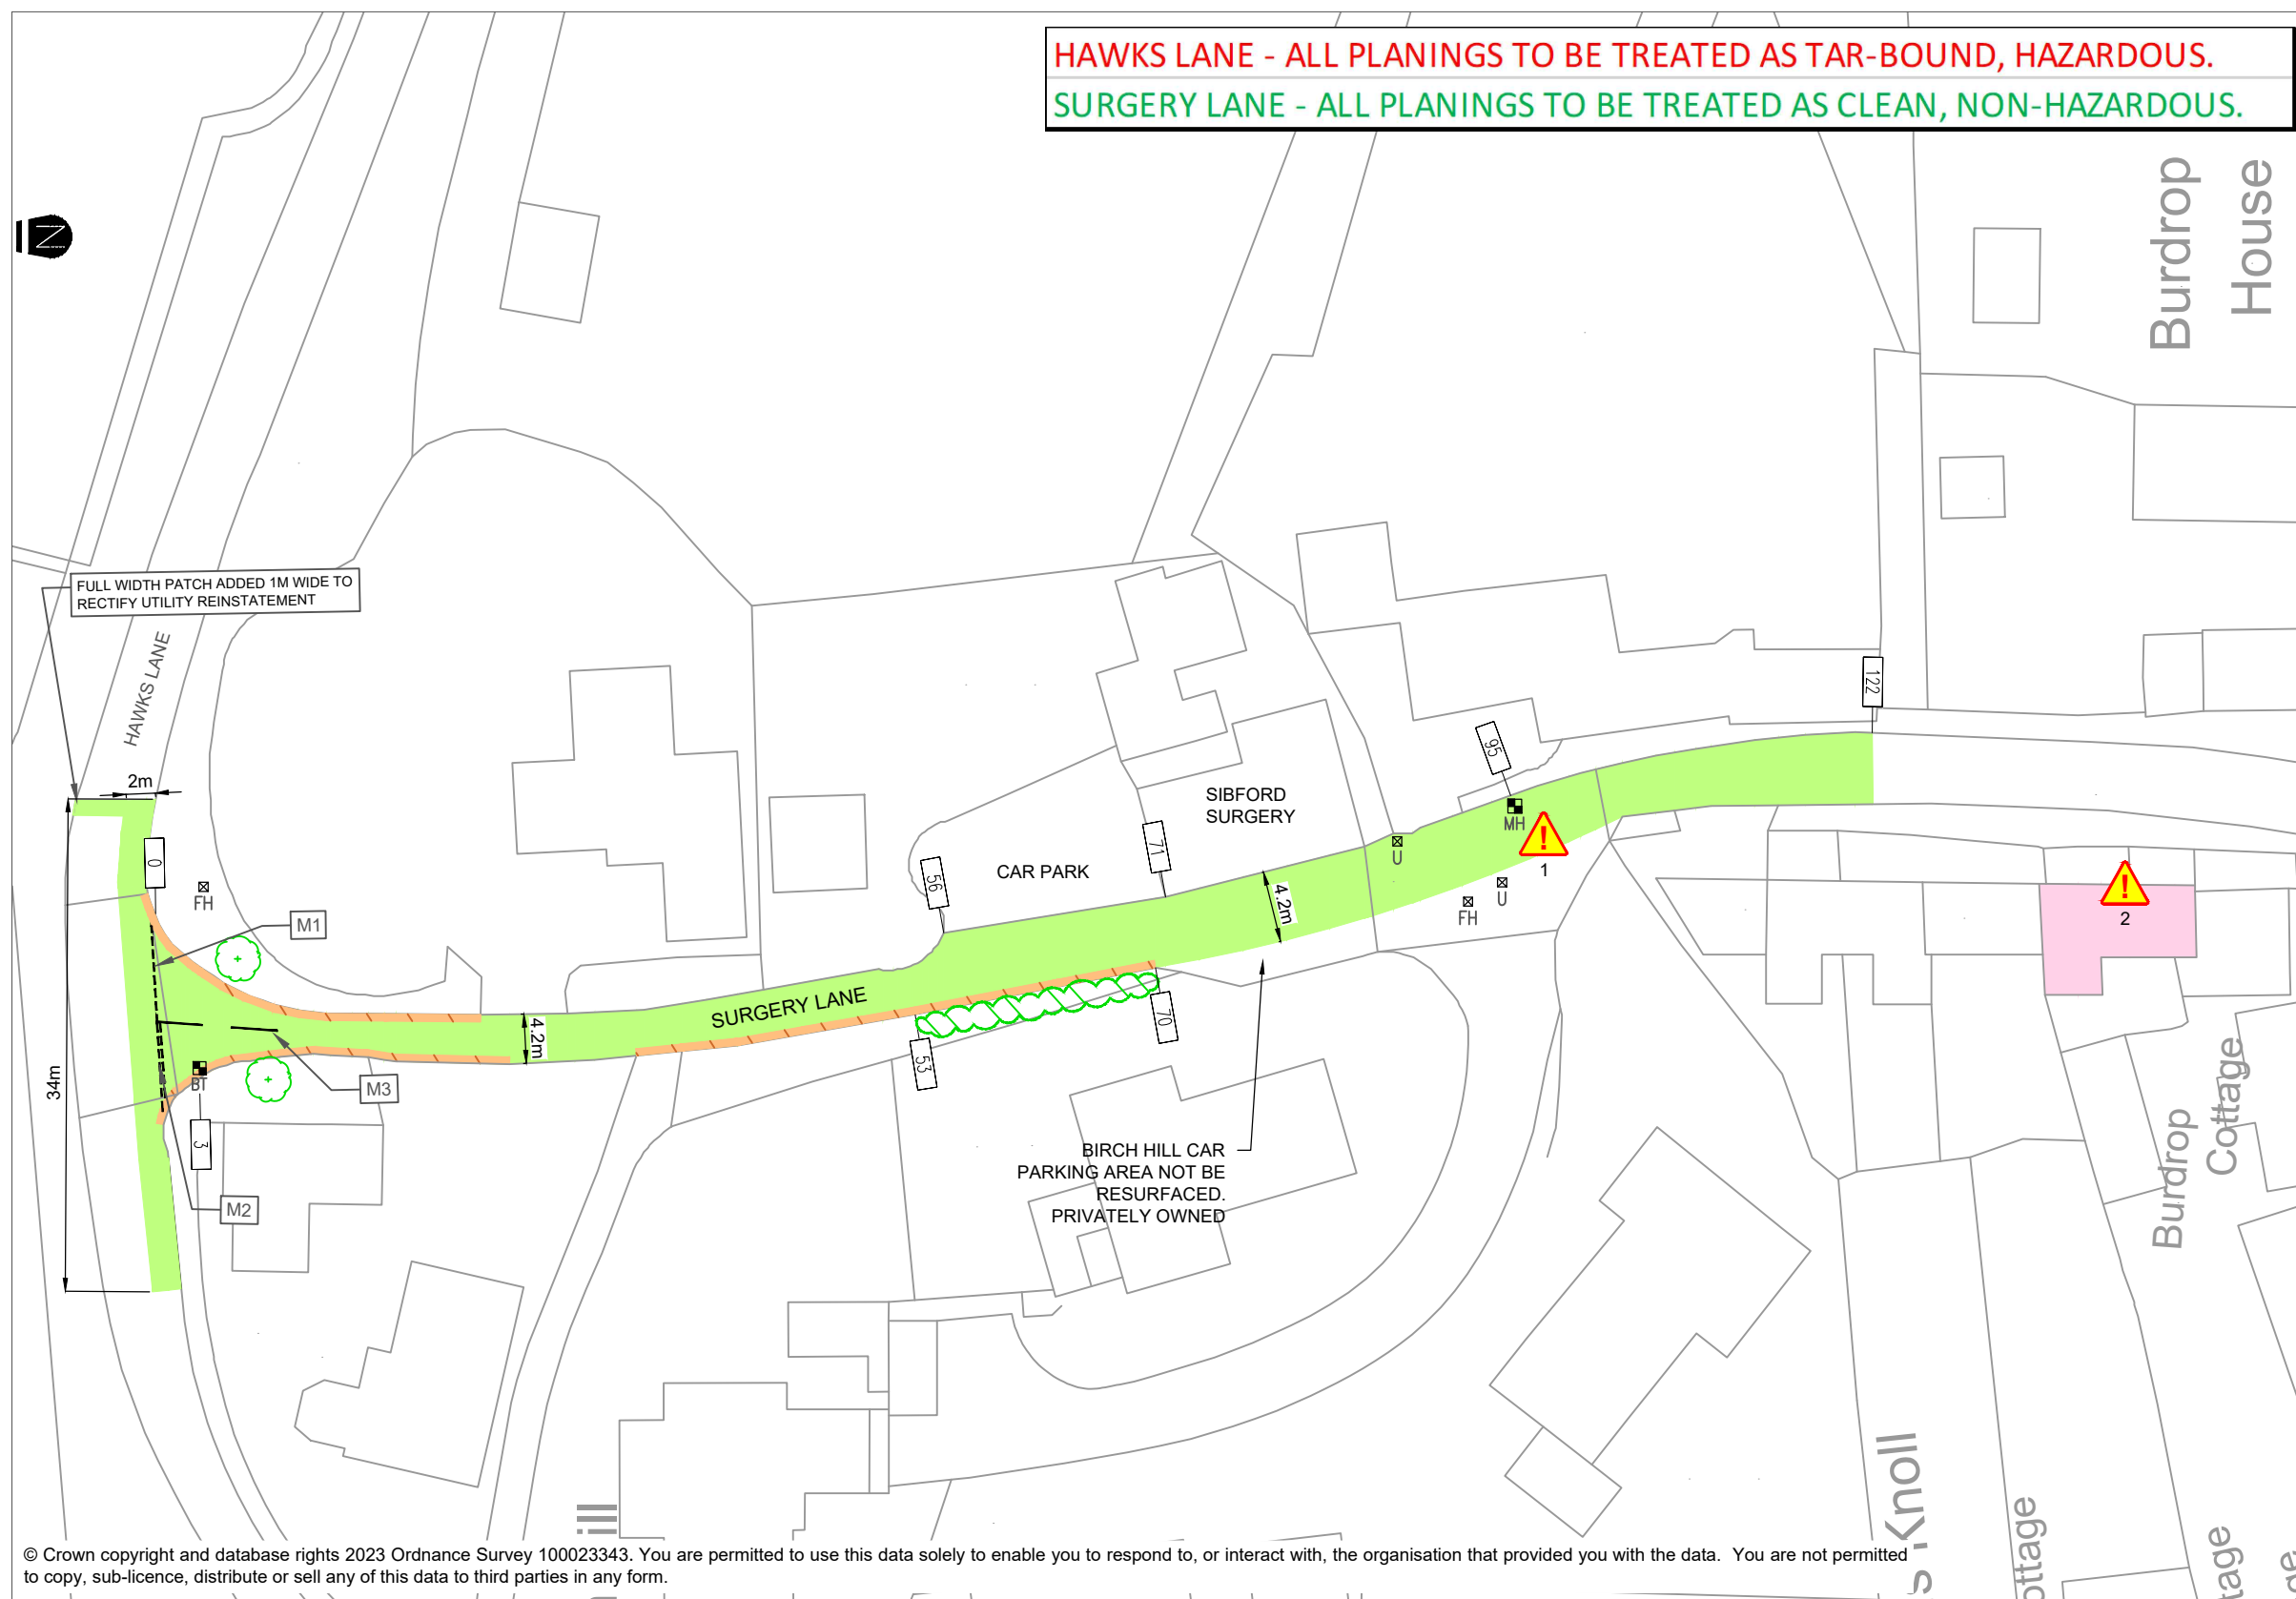 HAWKS LANE - ALL PLANINGS TO BE TREATED AS TAR-BOUND, HAZARDOUS.
SURGERY LANE - ALL PLANINGS TO BE TREATED AS CLEAN, NON-HAZARDOUS.
Burdrop
House
N
FULL WIDTH PATCH ADDED 1M WIDE TO
RECTIFY UTILITY REINSTATEMENT
HAWKS LANE
2m
0
FH
M1
34m
BT
3
M2
M3
4.2m
SURGERY LANE
56
CAR PARK
71
SIBFORD
SURGERY
53
70
4.2m
U
95
MH
!
1
U
FH
122
!
2
BIRCH HILL CAR
PARKING AREA NOT BE
RESURFACED.
PRIVATELY OWNED
Burdrop
Cottage
ill
s Knoll
ottage
tage
© Crown copyright and database rights 2023 Ordnance Survey 100023343. You are permitted to use this data solely to enable you to respond to, or interact with, the organisation that provided you with the data. You are not permitted
to copy, sub-licence, distribute or sell any of this data to third parties in any form.